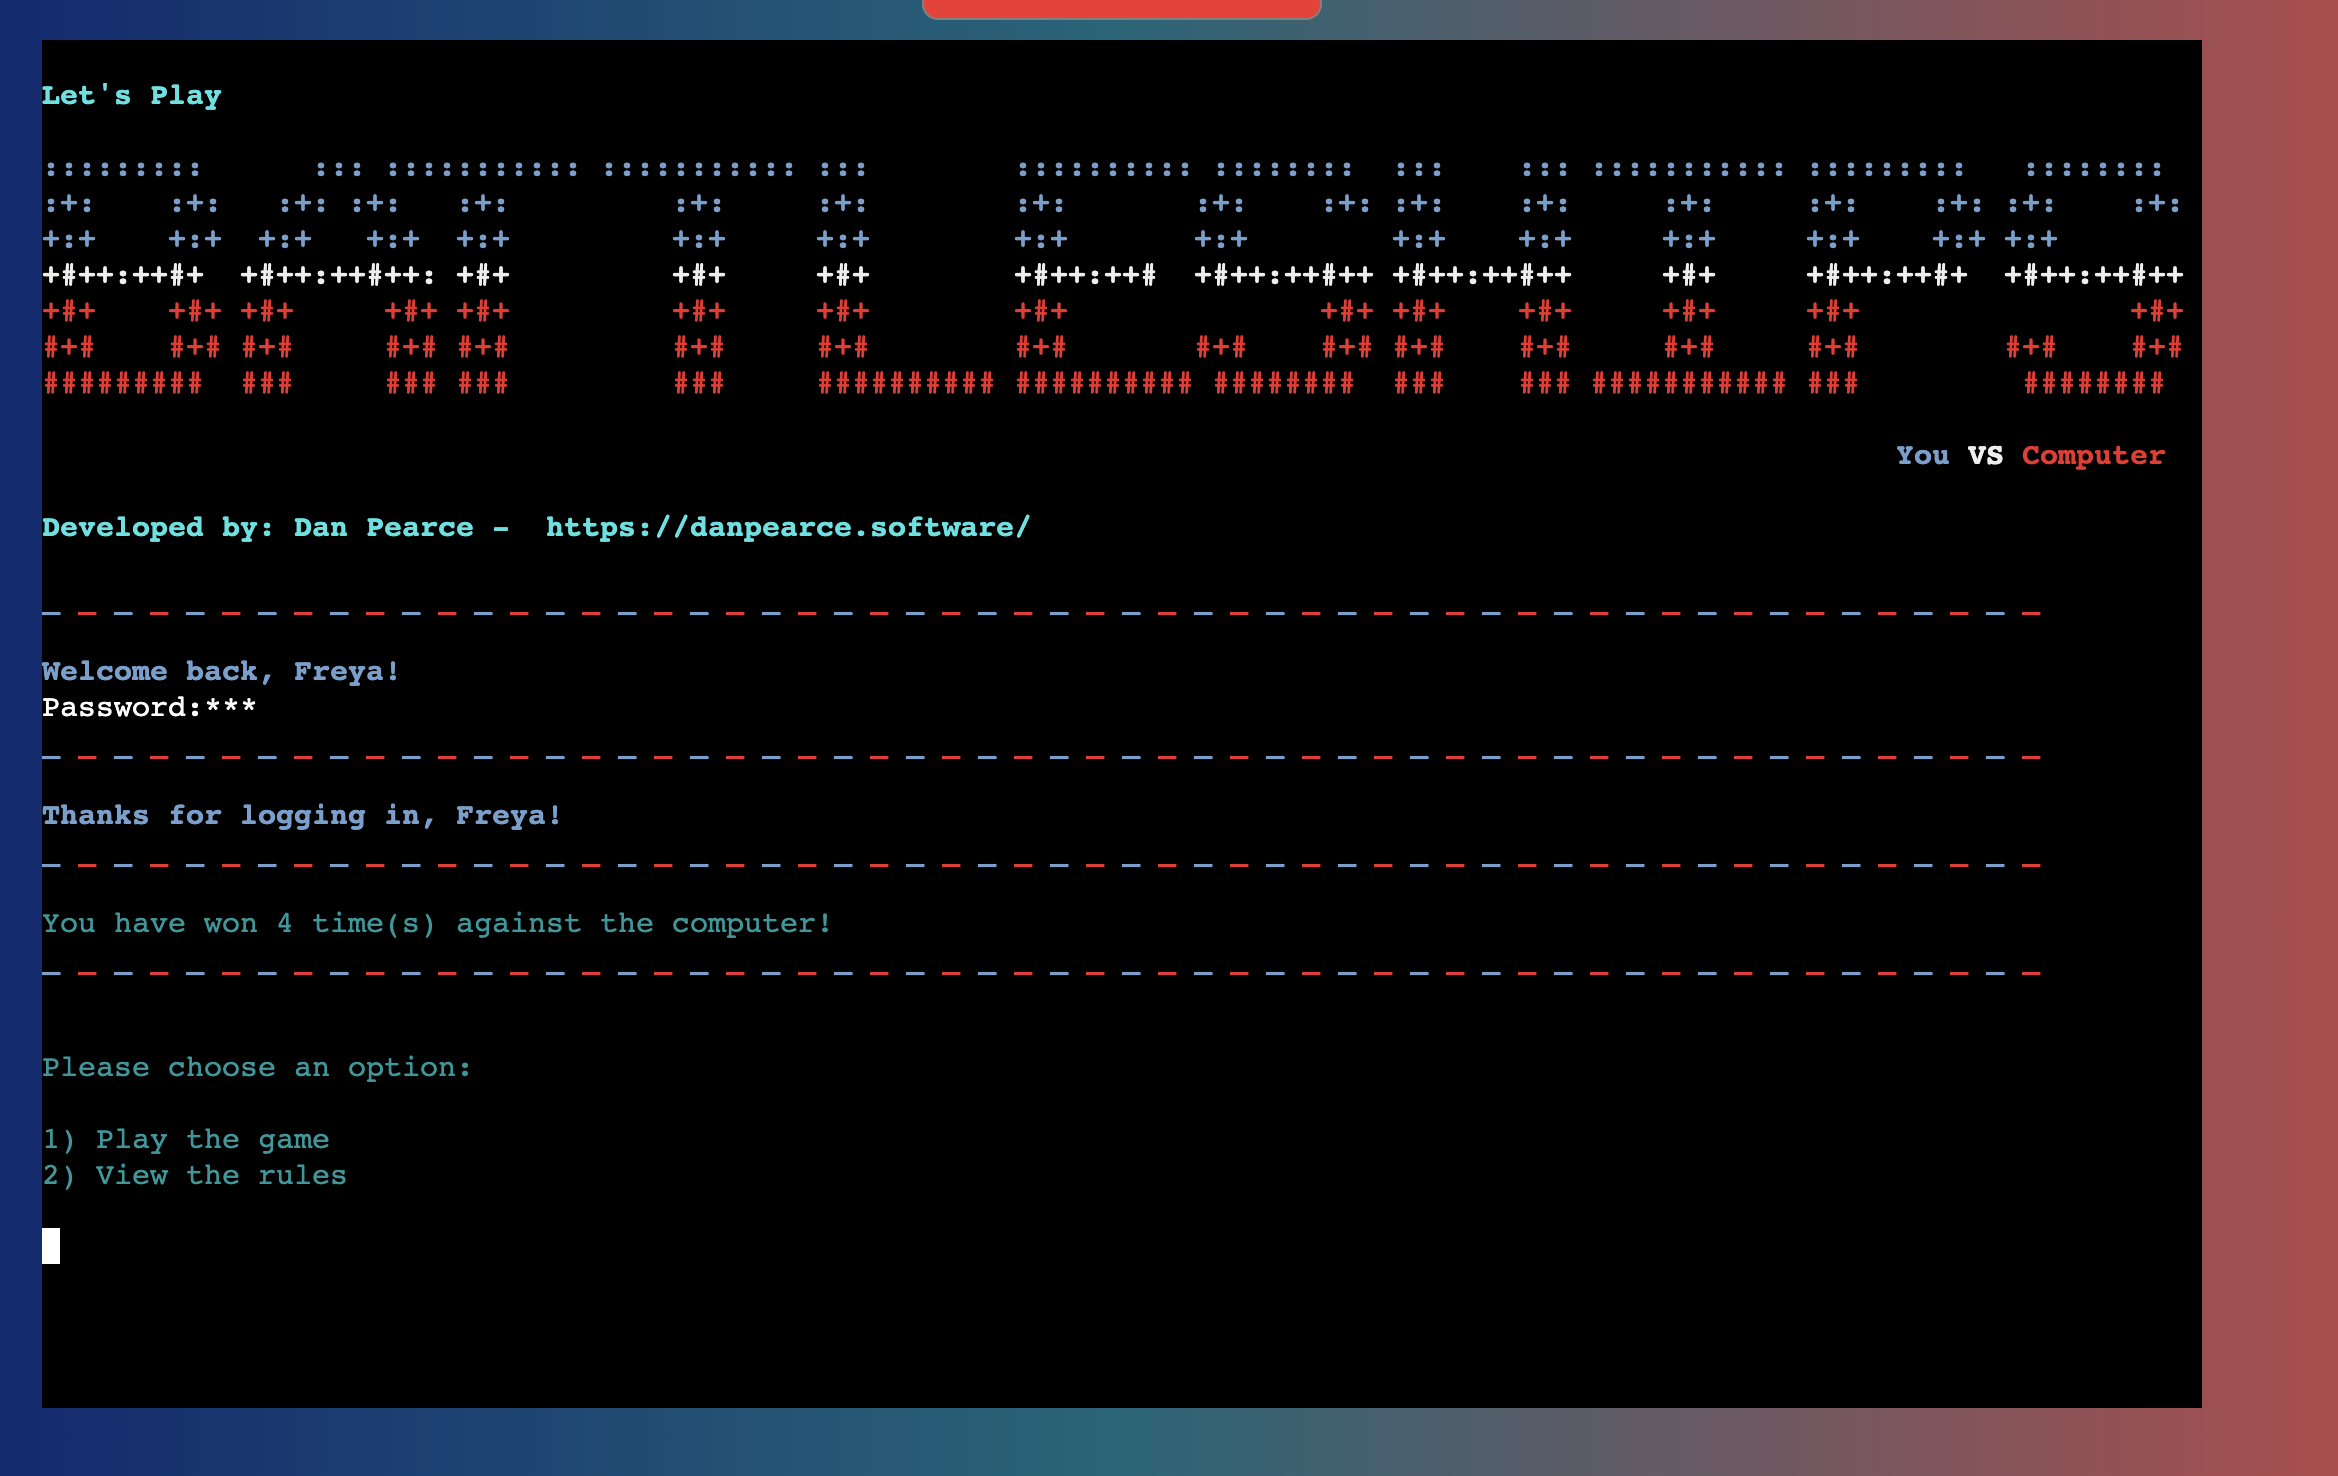 Let's Play
BATTLESHIPS
You VS Computer
Developed by: Dan Pearce -  https://danpearce.software/
Welcome back, Freya!
Password:***
Thanks for logging in, Freya!
You have won 4 time(s) against the computer!
Please choose an option:
1) Play the game
2) View the rules